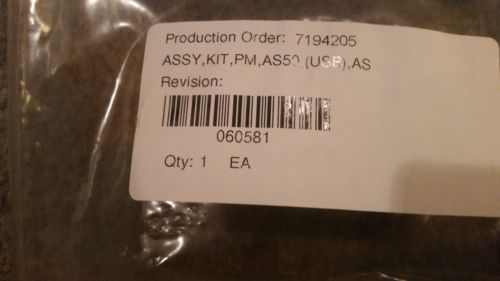 Production Order: 7194205
ASSY,KIT,PM,AS50,(USB),AS
Revision:
060581
Qty: 1 EA